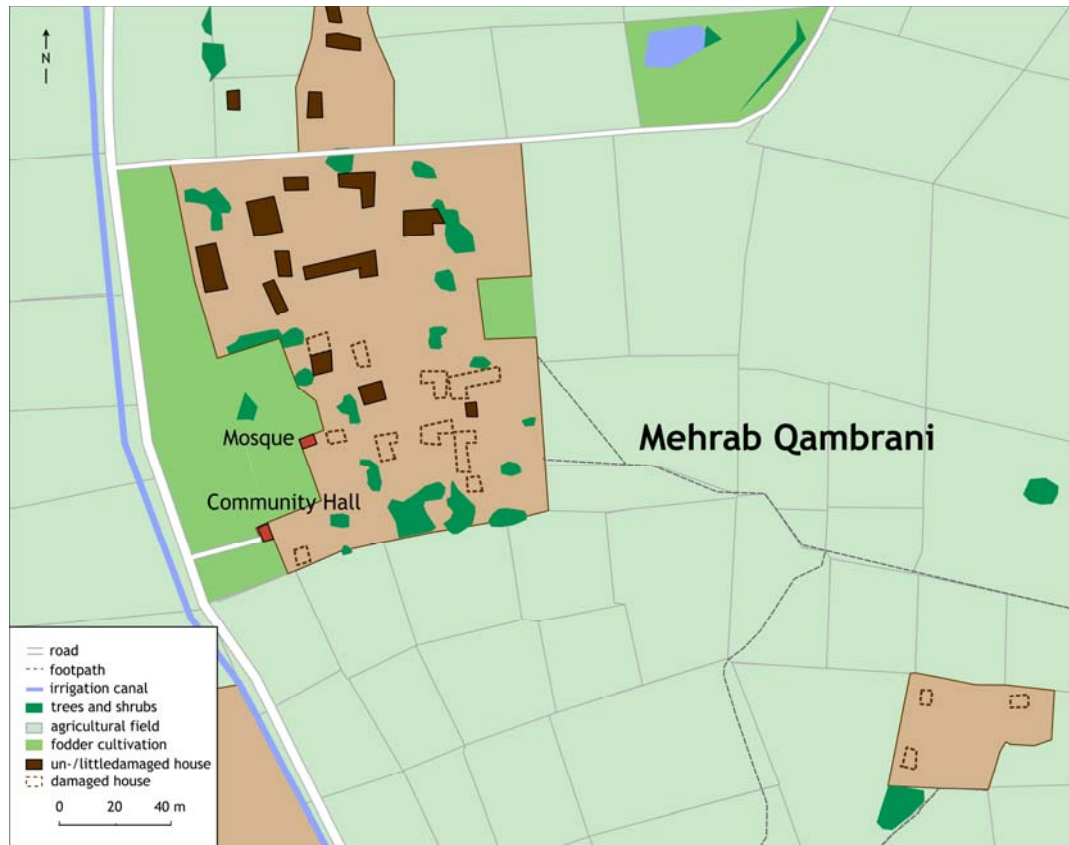 N
Mehrab Qambrani
Mosque
Community Hall
road
footpath
irrigation canal
trees and shrubs
agricultural field
fodder cultivation
un-/littledamaged house
damaged house
0 20 40 m